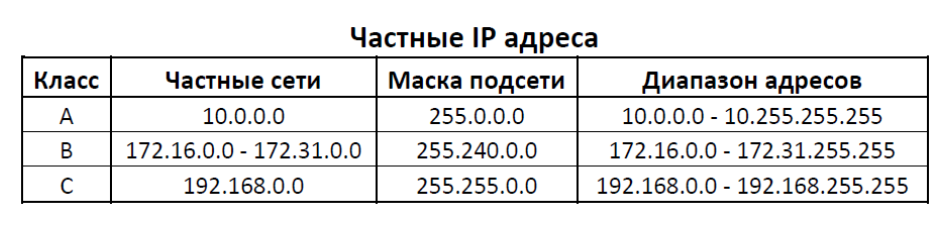 Частные IP адреса
Класс Частные сети Маска подсети Диапазон адресов
A 10.0.0.0 255.0.0.0 10.0.0.0 - 10.255.255.255
B 172.16.0.0 - 172.31.0.0 255.240.0.0 172.16.0.0 - 172.31.255.255
C 192.168.0.0 255.255.0.0 192.168.0.0 - 192.168.255.255